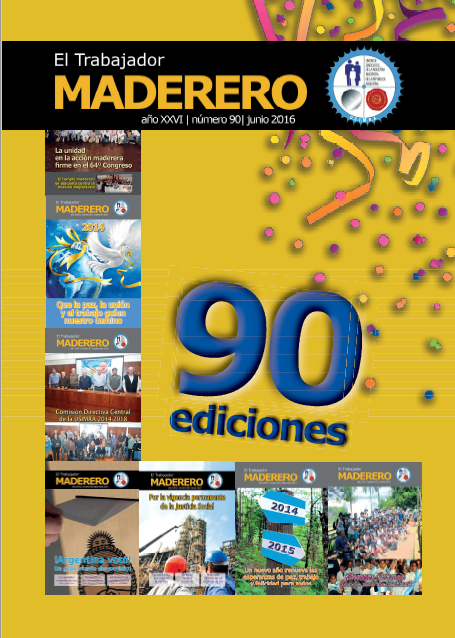 El Trabajador
MADERERO
año XXVI | número 90| junio 2016
La unidad
en la acción maderera
firme en el 64º Congreso
El Trabajador
MADERERO
2014
Que la paz, la unión
y el trabajo guíen
nuestro camino
El Trabajador
MADERERO
Comisión Directiva Central
de la USIMRA 2014-2018
90
ediciones
El Trabajador
MADERERO
¡Argentina votó!
El Trabajador
MADERERO
Por la vigencia permanente
de la Justicia Social
El Trabajador
MADERERO
2014
2015
Un nuevo año renueva las
esperanzas de paz, trabajo
y felicidad para todos
El Trabajador
MADERERO